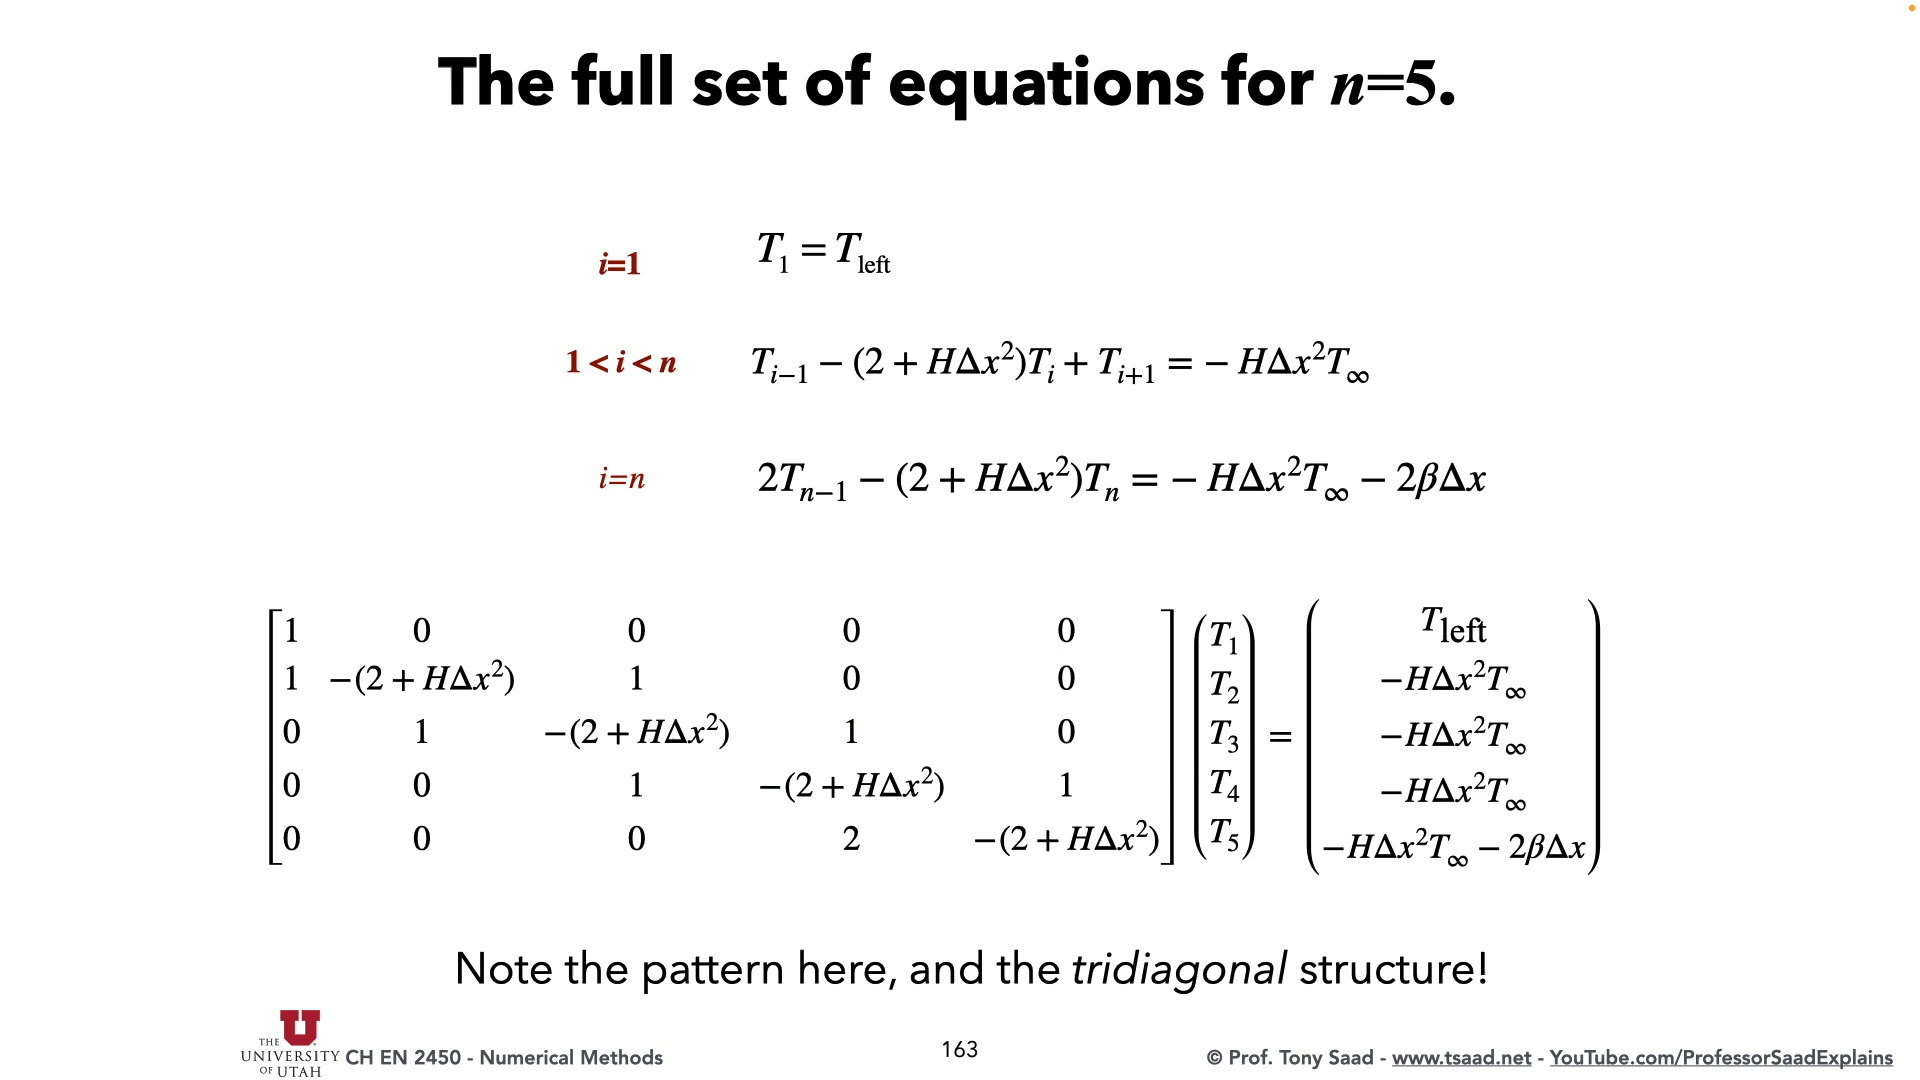 The full set of equations for n=5.
i=1 T₁ = T_left
1 < i < n T_{i−1} − (2 + HΔx²)T_i + T_{i+1} = − HΔx²T_∞
i=n 2T_{n−1} − (2 + HΔx²)T_n = − HΔx²T_∞ − 2βΔx
[1 0 0 0 0] (T₁) (T_left)
[1 −(2 + HΔx²) 1 0 0] (T₂) (−HΔx²T_∞)
[0 1 −(2 + HΔx²) 1 0] (T₃) = (−HΔx²T_∞)
[0 0 1 −(2 + HΔx²) 1] (T₄) (−HΔx²T_∞)
[0 0 0 2 −(2 + HΔx²)] (T₅) (−HΔx²T_∞ − 2βΔx)
Note the pattern here, and the tridiagonal structure!
U
THE
UNIVERSITY
OF UTAH
CH EN 2450 - Numerical Methods
163
© Prof. Tony Saad - www.tsaad.net - YouTube.com/ProfessorSaadExplains